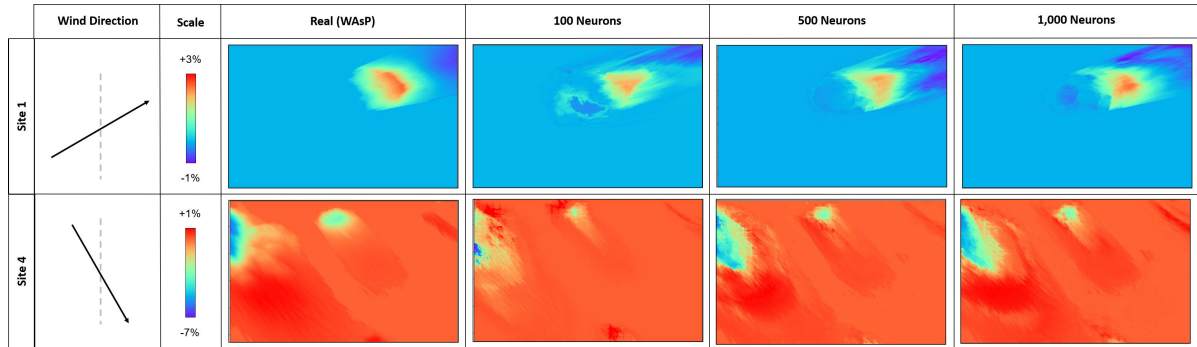 Wind Direction Scale Real (WAsP) 100 Neurons 500 Neurons 1,000 Neurons
Site 1
+3%
-1%
Site 4
+1%
-7%